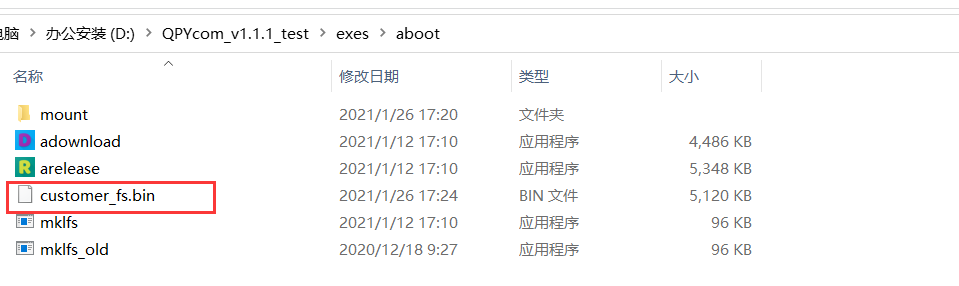 电脑 > 办公安装 (D:) > QPYcom_v1.1.1_test > exes > aboot
名称 修改日期 类型 大小
mount 2021/1/26 17:20 文件夹
adownload 2021/1/12 17:10 应用程序 4,486 KB
arelease 2021/1/12 17:10 应用程序 5,348 KB
customer_fs.bin 2021/1/26 17:24 BIN 文件 5,120 KB
mklfs 2021/1/12 17:10 应用程序 96 KB
mklfs_old 2020/12/18 9:27 应用程序 96 KB